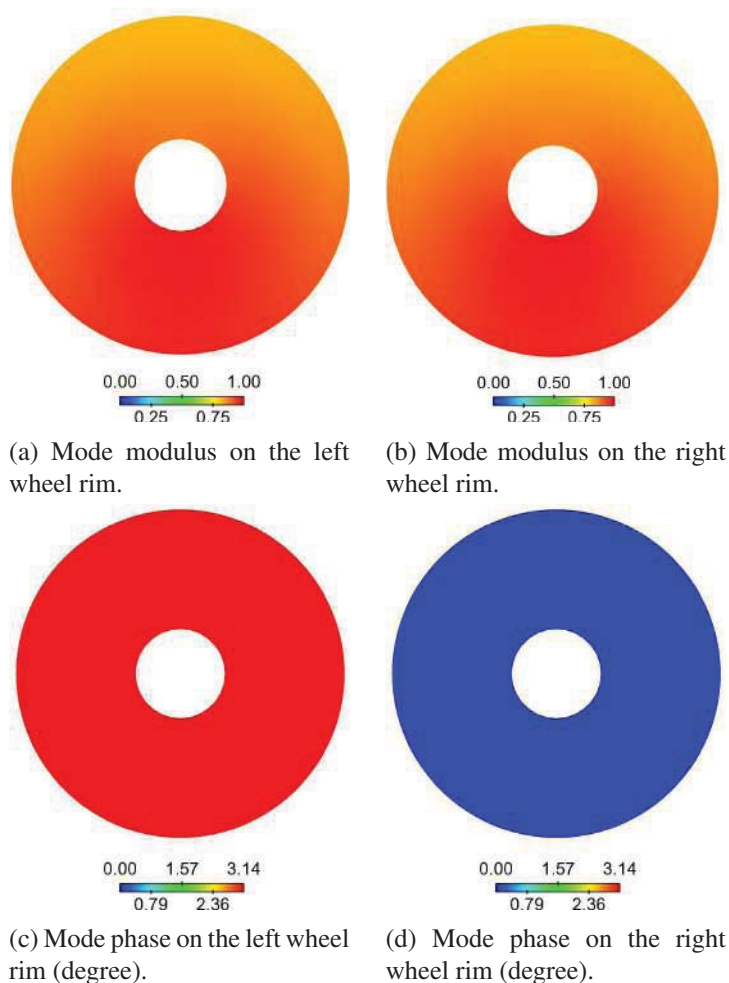 0.00 0.50 1.00
0.25 0.75
0.00 0.50 1.00
0.25 0.75
(a) Mode modulus on the left
wheel rim.
(b) Mode modulus on the right
wheel rim.
0.00 1.57 3.14
0.79 2.36
0.00 1.57 3.14
0.79 2.36
(c) Mode phase on the left wheel
rim (degree).
(d) Mode phase on the right
wheel rim (degree).